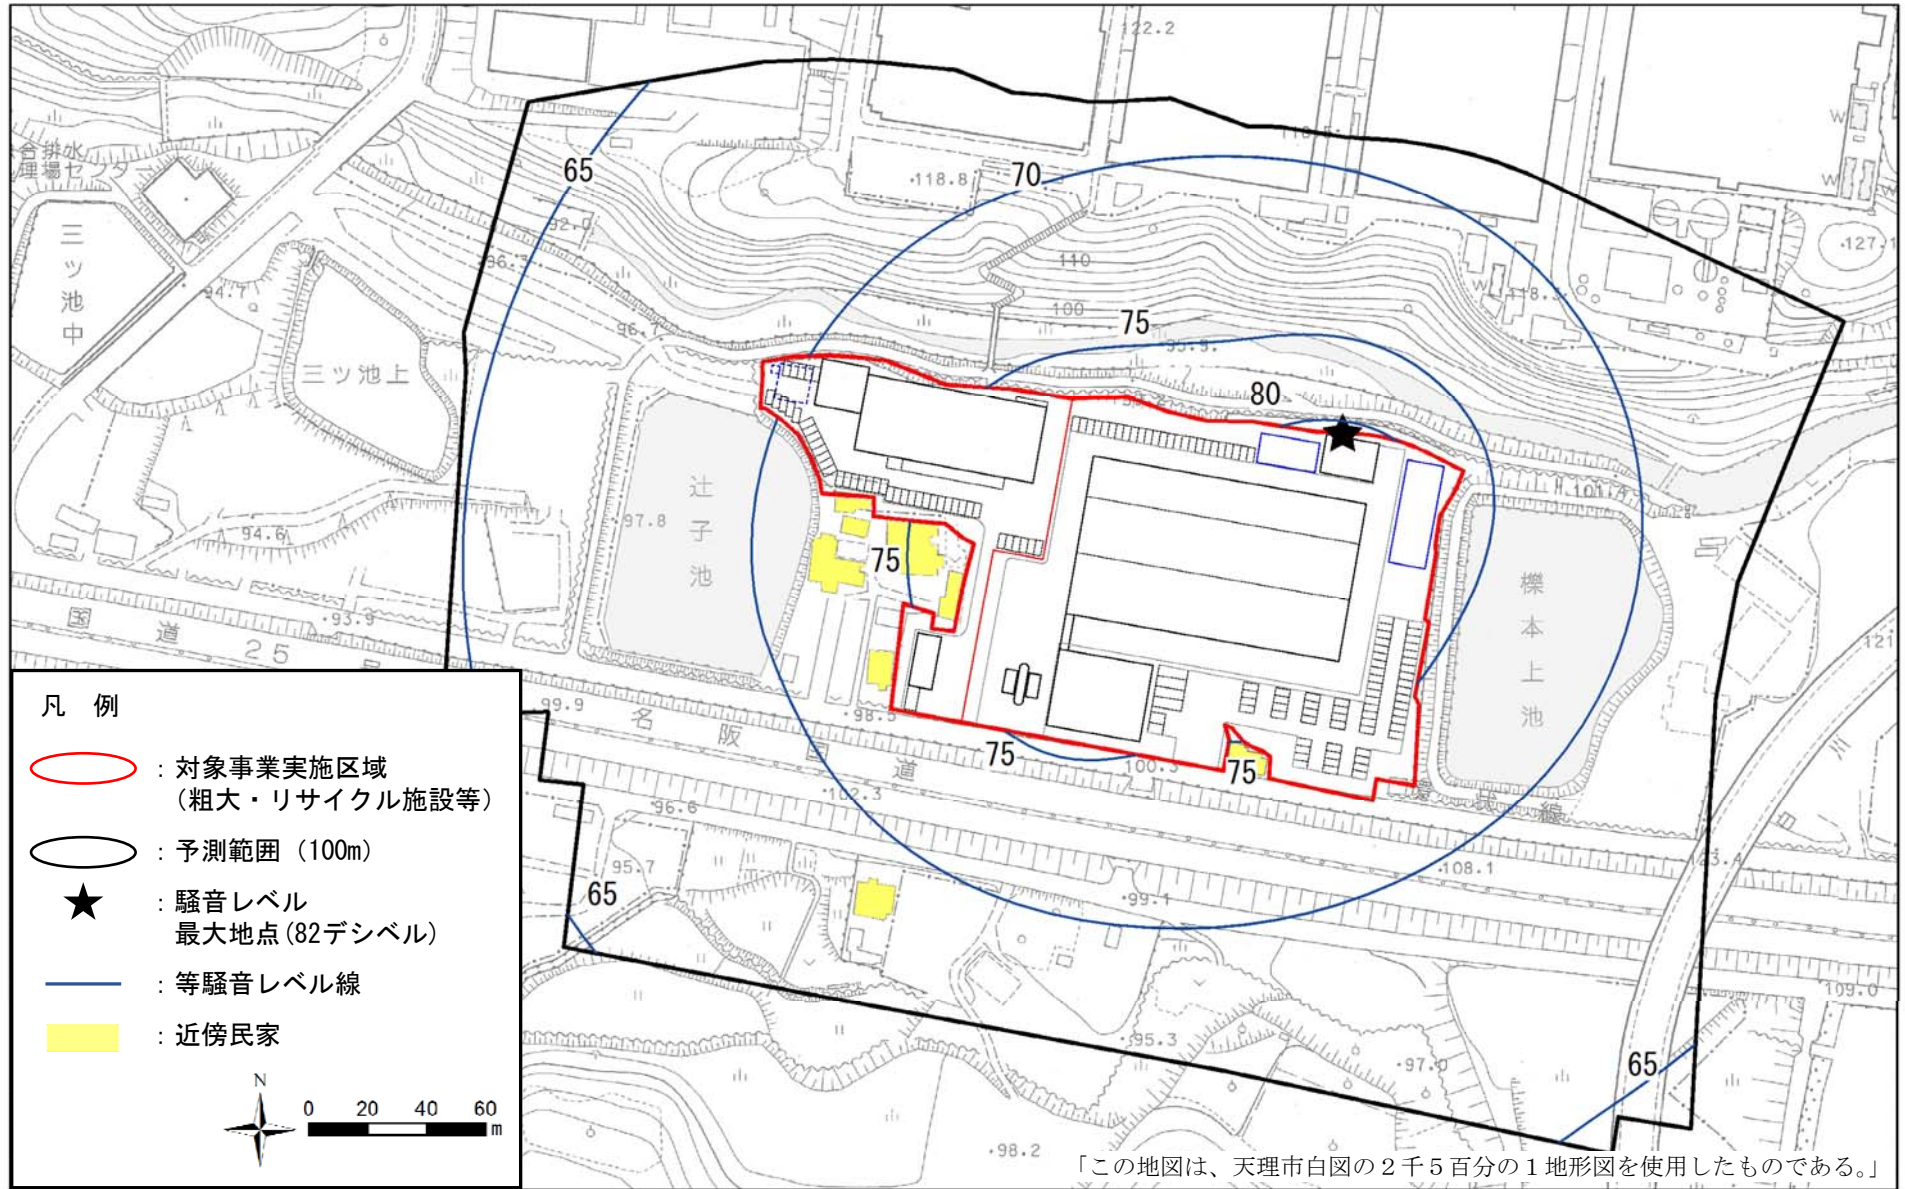 122.2
118.5
合排水
理場センター
65
70
118.8
W
W
W
127.1
三ッ池中
92.0
96.3
110
118.3
W
94.7
100
75
96.7
95.9
三ッ池上
80
101.4
辻子池
97.8
94.6
75
櫟本上池
93.9
国道25号
121
99.9
名阪国道
98.5
75
100.3
75
102.3
96.6
123.4
108.1
95.7
65
99.1
109.0
95.3
97.0
65
98.2
凡 例
:対象事業実施区域
(粗大・リサイクル施設等)
:予測範囲 (100m)
:騒音レベル
最大地点(82デシベル)
:等騒音レベル線
:近傍民家
N
0 20 40 60
m
「この地図は、天理市白図の2千5百分の1地形図を使用したものである。」